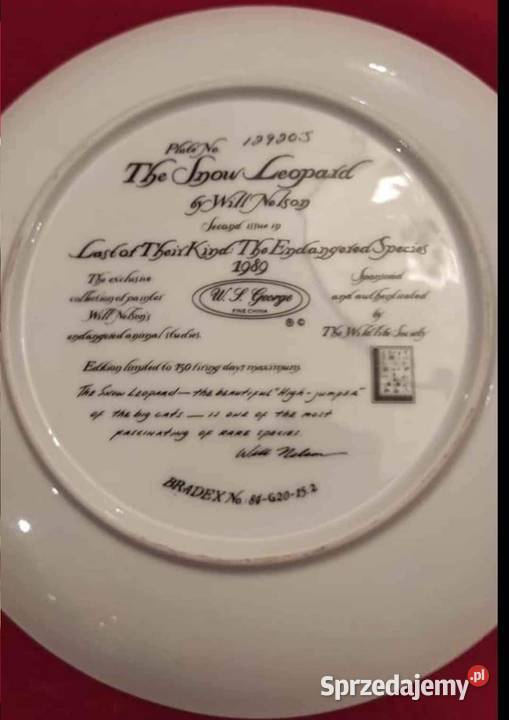 Plate No. 12920J
The Snow Leopard
by Will Nelson
Second issue in
Last of Their Kind: The Endangered Species
1989
The exclusive
collection of painter
Will Nelson's
endangered animal studies.
W. S. George
FINE CHINA
® ©
Sponsored
and authenticated
by
The Wildlife Society
Edition limited to 150 firing days maximum.
The Snow Leopard — the beautiful "high-jumper"
of the big cats — is one of the most
fascinating of rare species.
Will Nelson
BRADEX No: 84-G20-15.2
Sprzedajemy.pl